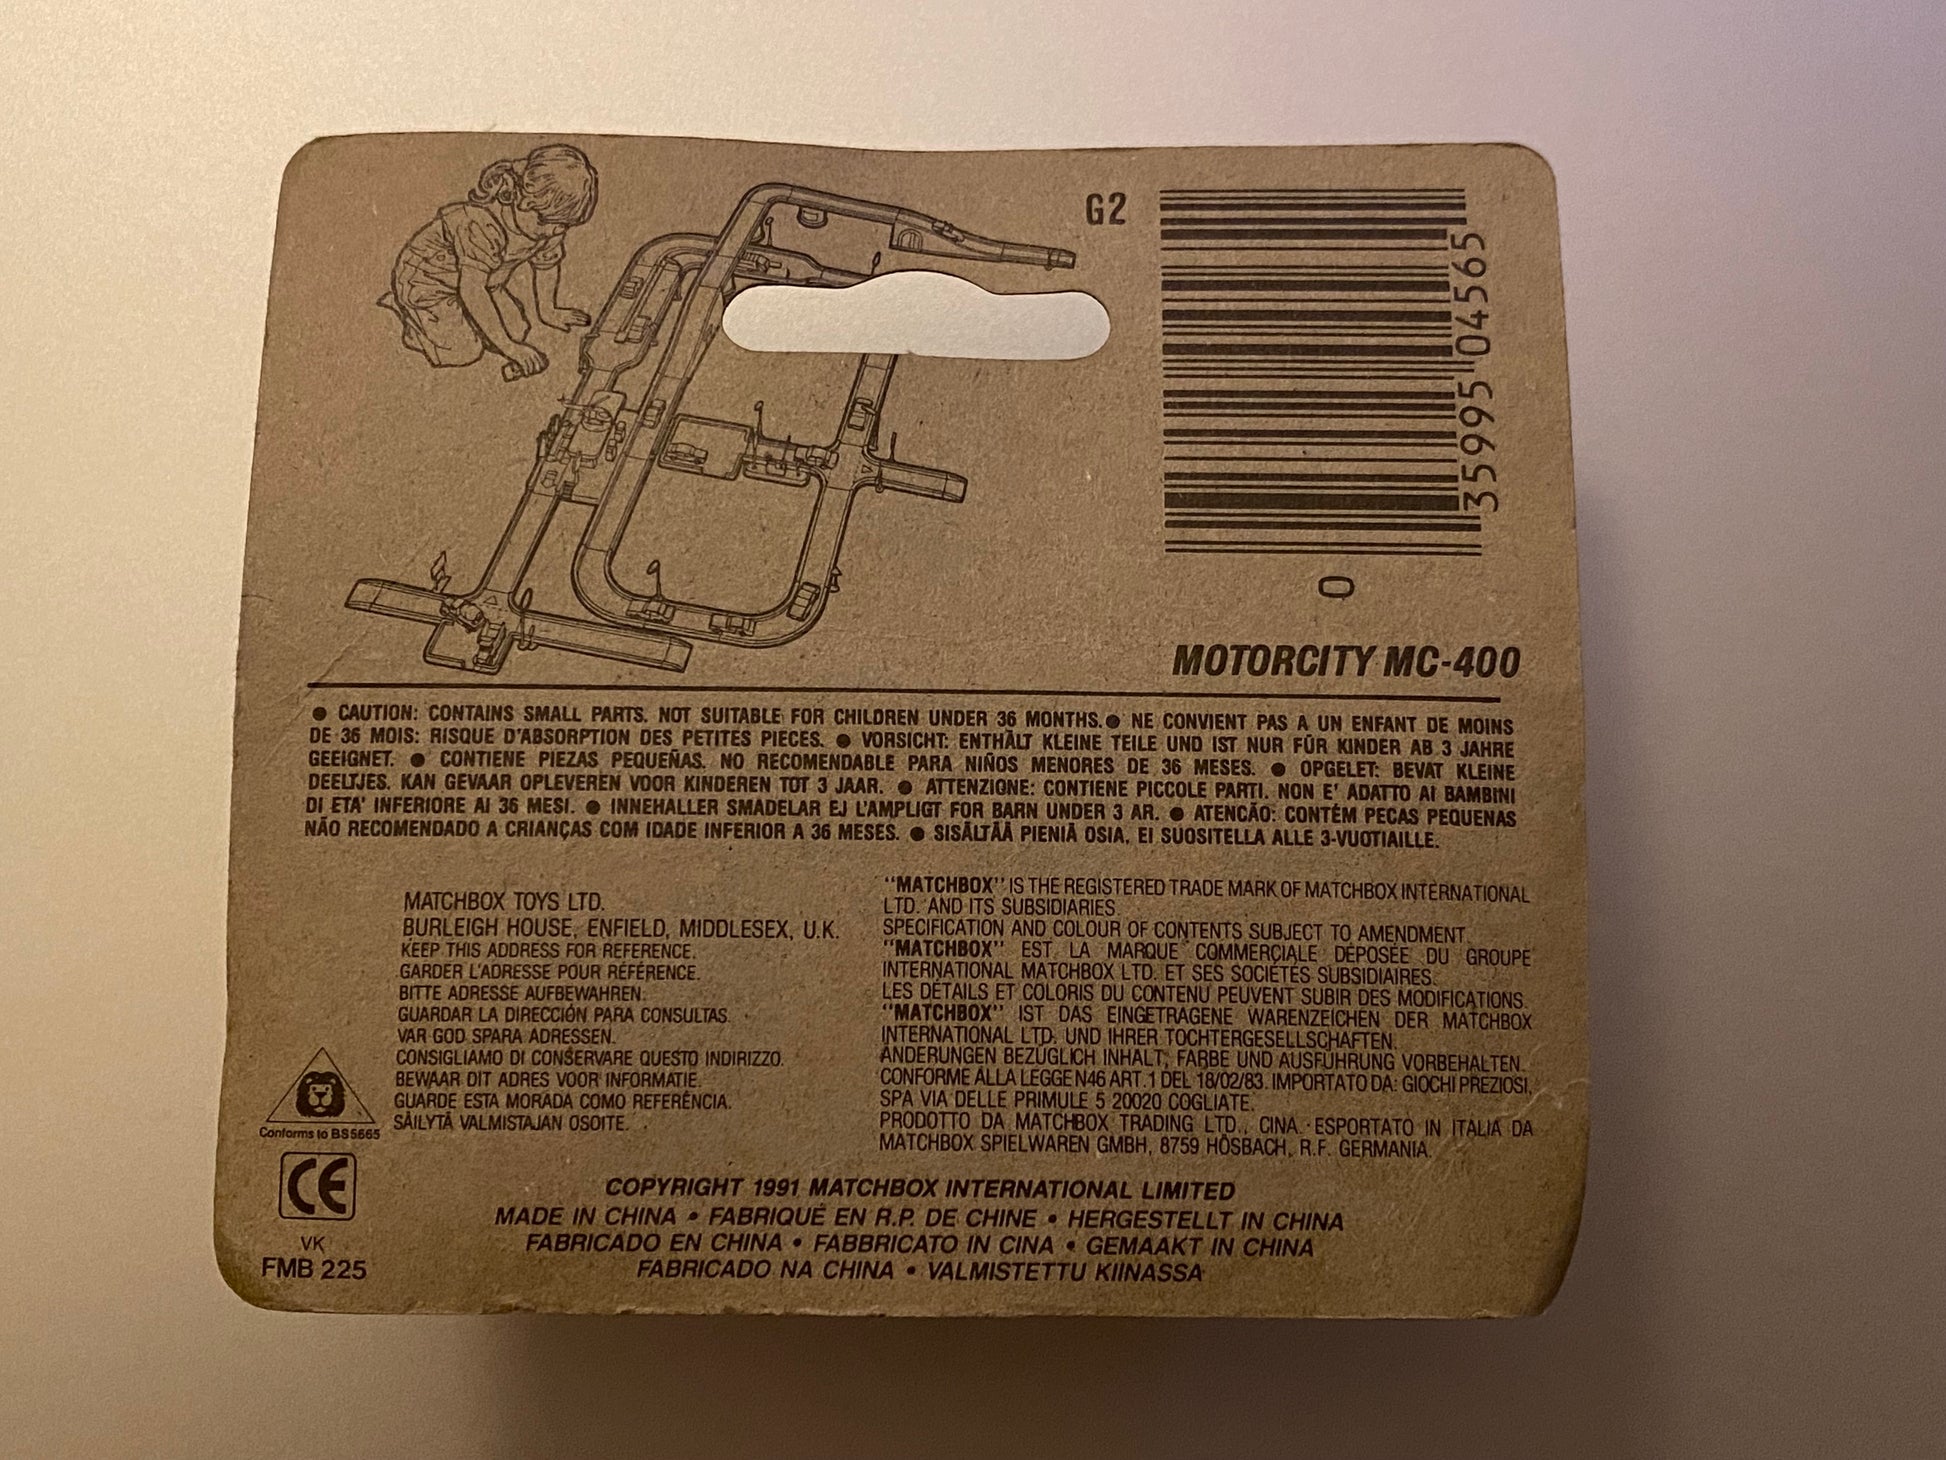 G2
35995 04565
0
MOTORCITY MC-400
● CAUTION: CONTAINS SMALL PARTS. NOT SUITABLE FOR CHILDREN UNDER 36 MONTHS.● NE CONVIENT PAS A UN ENFANT DE MOINS
DE 36 MOIS: RISQUE D'ABSORPTION DES PETITES PIECES. ● VORSICHT: ENTHÄLT KLEINE TEILE UND IST NUR FÜR KINDER AB 3 JAHRE
GEEIGNET. ● CONTIENE PIEZAS PEQUEÑAS. NO RECOMENDABLE PARA NIÑOS MENORES DE 36 MESES. ● OPGELET: BEVAT KLEINE
DEELTJES. KAN GEVAAR OPLEVEREN VOOR KINDEREN TOT 3 JAAR. ● ATTENZIONE: CONTIENE PICCOLE PARTI. NON E' ADATTO AI BAMBINI
DI ETA' INFERIORE AI 36 MESI. ● INNEHALLER SMADELAR EJ L'AMPLIGT FOR BARN UNDER 3 AR. ● ATENCÃO: CONTÉM PECAS PEQUENAS
NÃO RECOMENDADO A CRIANÇAS COM IDADE INFERIOR A 36 MESES. ● SISÄLTÄÄ PIENIÄ OSIA, EI SUOSITELLA ALLE 3-VUOTIAILLE.
MATCHBOX TOYS LTD.
BURLEIGH HOUSE, ENFIELD, MIDDLESEX, U.K.
KEEP THIS ADDRESS FOR REFERENCE.
GARDER L'ADRESSE POUR RÉFÉRENCE.
BITTE ADRESSE AUFBEWAHREN.
GUARDAR LA DIRECCIÓN PARA CONSULTAS.
VAR GOD SPARA ADRESSEN.
CONSIGLIAMO DI CONSERVARE QUESTO INDIRIZZO.
BEWAAR DIT ADRES VOOR INFORMATIE.
GUARDE ESTA MORADA COMO REFERÊNCIA.
SÄILYTÄ VALMISTAJAN OSOITE.
"MATCHBOX" IS THE REGISTERED TRADE MARK OF MATCHBOX INTERNATIONAL
LTD. AND ITS SUBSIDIARIES.
SPECIFICATION AND COLOUR OF CONTENTS SUBJECT TO AMENDMENT.
"MATCHBOX" EST LA MARQUE COMMERCIALE DÉPOSÉE DU GROUPE
INTERNATIONAL MATCHBOX LTD. ET SES SOCIÉTÉS SUBSIDIAIRES.
LES DÉTAILS ET COLORIS DU CONTENU PEUVENT SUBIR DES MODIFICATIONS.
"MATCHBOX" IST DAS EINGETRAGENE WARENZEICHEN DER MATCHBOX
INTERNATIONAL LTD. UND IHRER TOCHTERGESELLSCHAFTEN.
ÄNDERUNGEN BEZÜGLICH INHALT, FARBE UND AUSFÜHRUNG VORBEHALTEN.
CONFORME ALLA LEGGE N46 ART.1 DEL 18/02/83. IMPORTATO DA: GIOCHI PREZIOSI,
SPA VIA DELLE PRIMULE 5 20020 COGLIATE.
PRODOTTO DA MATCHBOX TRADING LTD., CINA. ESPORTATO IN ITALIA DA
MATCHBOX SPIELWAREN GMBH, 8759 HÖSBACH, R.F. GERMANIA.
Conforms to BS5665
CE
VK
FMB 225
COPYRIGHT 1991 MATCHBOX INTERNATIONAL LIMITED
MADE IN CHINA • FABRIQUÉ EN R.P. DE CHINE • HERGESTELLT IN CHINA
FABRICADO EN CHINA • FABBRICATO IN CINA • GEMAAKT IN CHINA
FABRICADO NA CHINA • VALMISTETTU KIINASSA